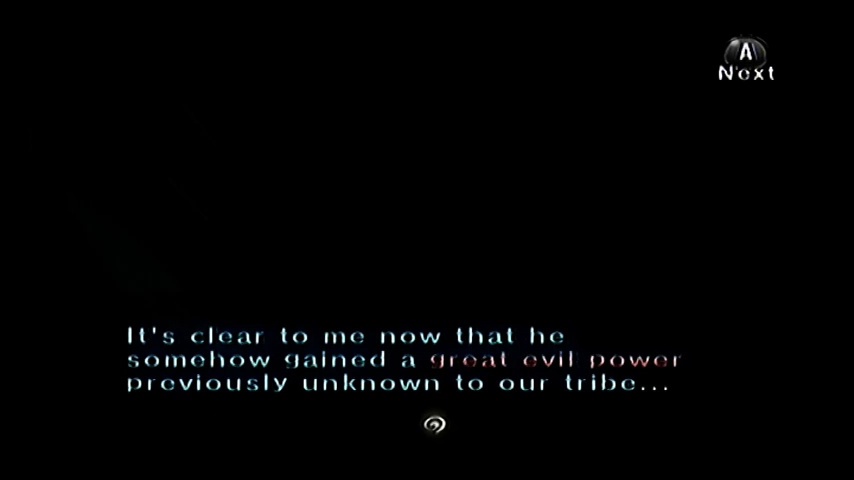 A
Next
It's clear to me now that he
somehow gained a great evil power
previously unknown to our tribe...